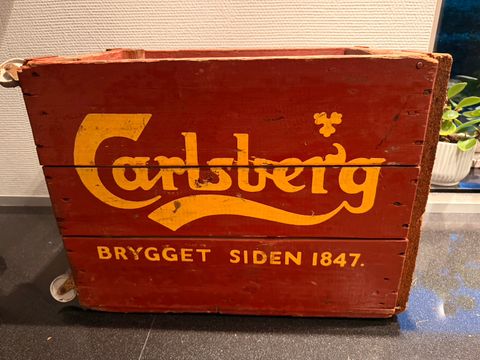 Carlsberg
BRYGGET SIDEN 1847.